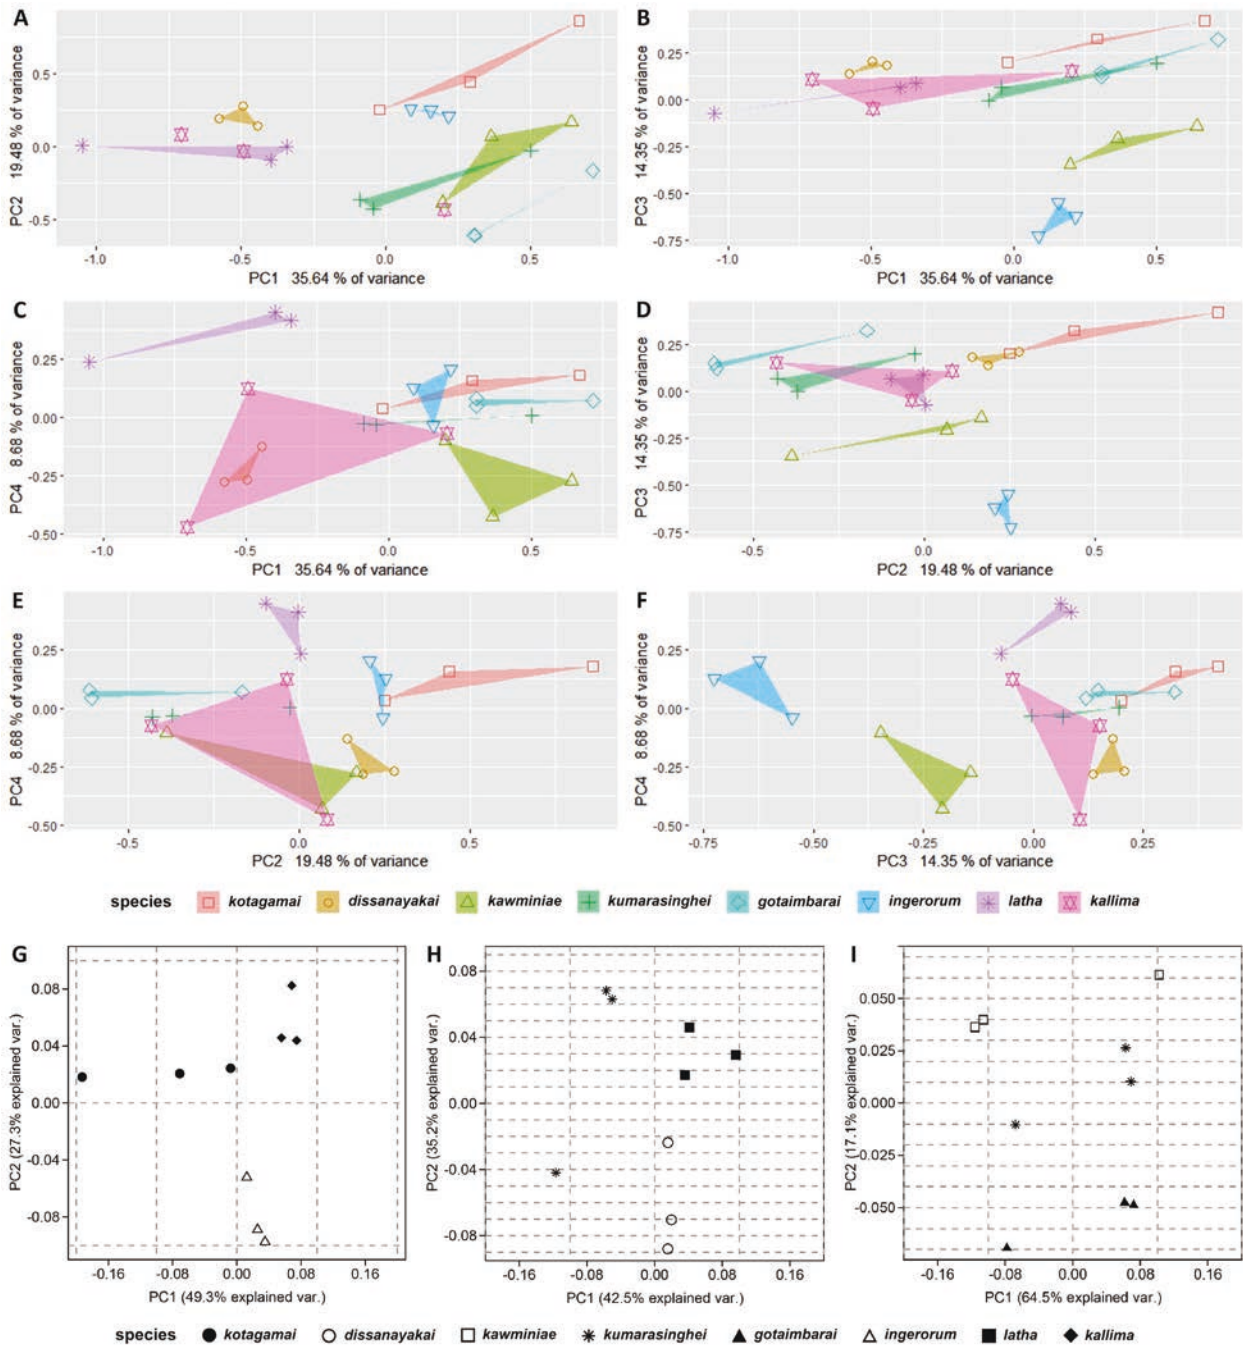 A
0.5
0.0
-0.5
PC2 19.48 % of variance
-1.0 -0.5 0.0 0.5
PC1 35.64 % of variance
B
0.25
0.00
-0.25
-0.50
-0.75
PC3 14.35 % of variance
-1.0 -0.5 0.0 0.5
PC1 35.64 % of variance
C
0.25
0.00
-0.25
-0.50
PC4 8.68 % of variance
-1.0 -0.5 0.0 0.5
PC1 35.64 % of variance
D
0.25
0.00
-0.25
-0.50
-0.75
PC3 14.35 % of variance
-0.5 0.0 0.5
PC2 19.48 % of variance
E
0.25
0.00
-0.25
-0.50
PC4 8.68 % of variance
-0.5 0.0 0.5
PC2 19.48 % of variance
F
0.25
0.00
-0.25
-0.50
PC4 8.68 % of variance
-0.75 -0.50 -0.25 0.00 0.25
PC3 14.35 % of variance
species kotagamai dissanayakai kawminiae kumarasinghei gotaimbarai ingerorum latha kallima
G
0.08
0.04
0.00
-0.04
-0.08
PC2 (27.3% explained var.)
-0.16 -0.08 0.00 0.08 0.16
PC1 (49.3% explained var.)
H
0.08
0.04
0.00
-0.04
-0.08
PC2 (35.2% explained var.)
-0.16 -0.08 0.00 0.08 0.16
PC1 (42.5% explained var.)
I
0.050
0.025
0.000
-0.025
-0.050
PC2 (17.1% explained var.)
-0.16 -0.08 0.00 0.08 0.16
PC1 (64.5% explained var.)
species kotagamai dissanayakai kawminiae kumarasinghei gotaimbarai ingerorum latha kallima